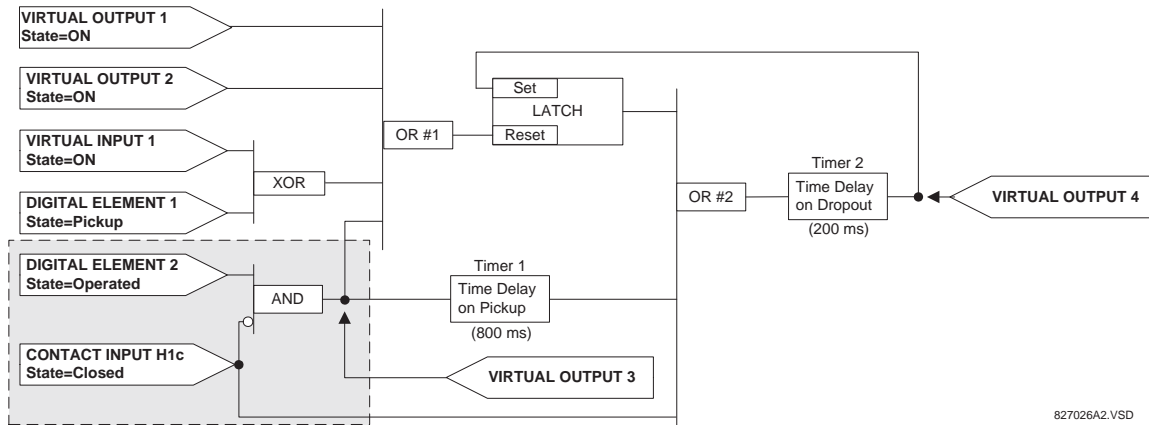 VIRTUAL OUTPUT 1
State=ON
VIRTUAL OUTPUT 2
State=ON
VIRTUAL INPUT 1
State=ON
DIGITAL ELEMENT 1
State=Pickup
DIGITAL ELEMENT 2
State=Operated
CONTACT INPUT H1c
State=Closed
XOR
AND
OR #1
Set
LATCH
Reset
Timer 1
Time Delay
on Pickup
(800 ms)
VIRTUAL OUTPUT 3
OR #2
Timer 2
Time Delay
on Dropout
(200 ms)
VIRTUAL OUTPUT 4
827026A2.VSD